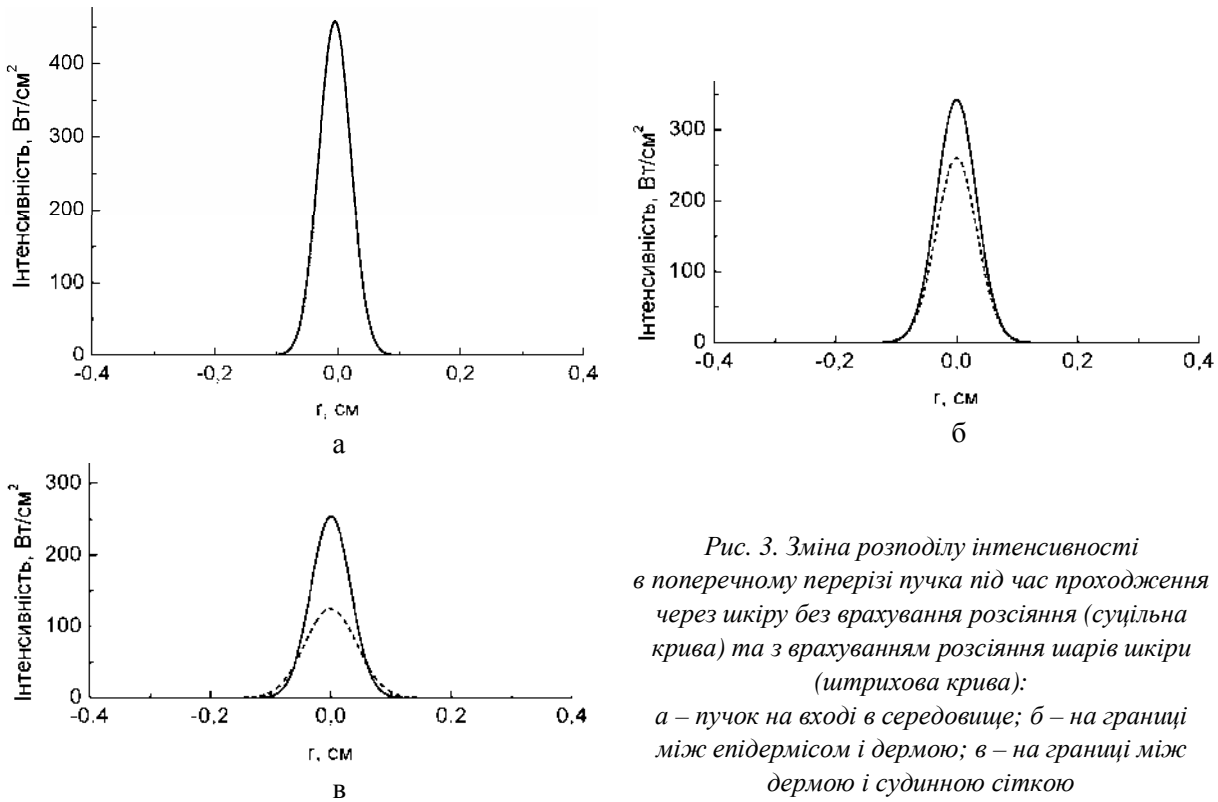 Інтенсивність, Вт/см²
400
300
200
100
0
-0,4
-0,2
0,0
0,2
0,4
r, см
а
Інтенсивність, Вт/см²
300
200
100
0
-0,4
-0,2
0,0
0,2
0,4
r, см
б
Інтенсивність, Вт/см²
300
200
100
0
-0,4
-0,2
0,0
0,2
0,4
r, см
в
Рис. 3. Зміна розподілу інтенсивності
в поперечному перерізі пучка під час проходження
через шкіру без врахування розсіяння (суцільна
крива) та з врахуванням розсіяння шарів шкіри
(штрихова крива):
а – пучок на вході в середовище; б – на границі
між епідермісом і дермою; в – на границі між
дермою і судинною сіткою